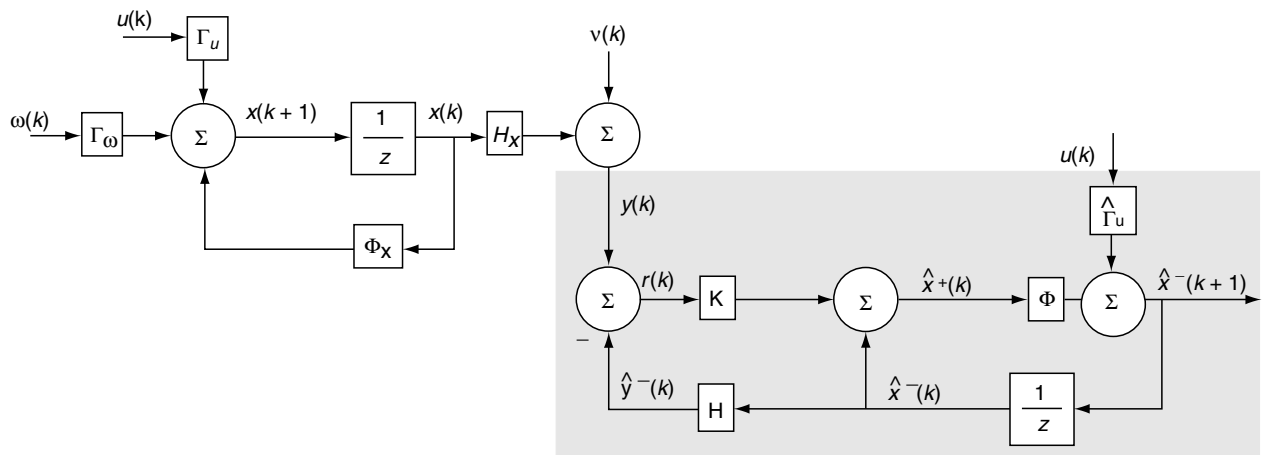 u(k)
Γu
ν(k)
ω(k)
Γω
Σ
x(k + 1)
1
z
x(k)
Hx
Σ
Φx
y(k)
u(k)
Γ̂u
Σ
r(k)
K
Σ
x̂⁺(k)
Φ
Σ
x̂⁻(k + 1)
−
ŷ⁻(k)
H
x̂⁻(k)
1
z